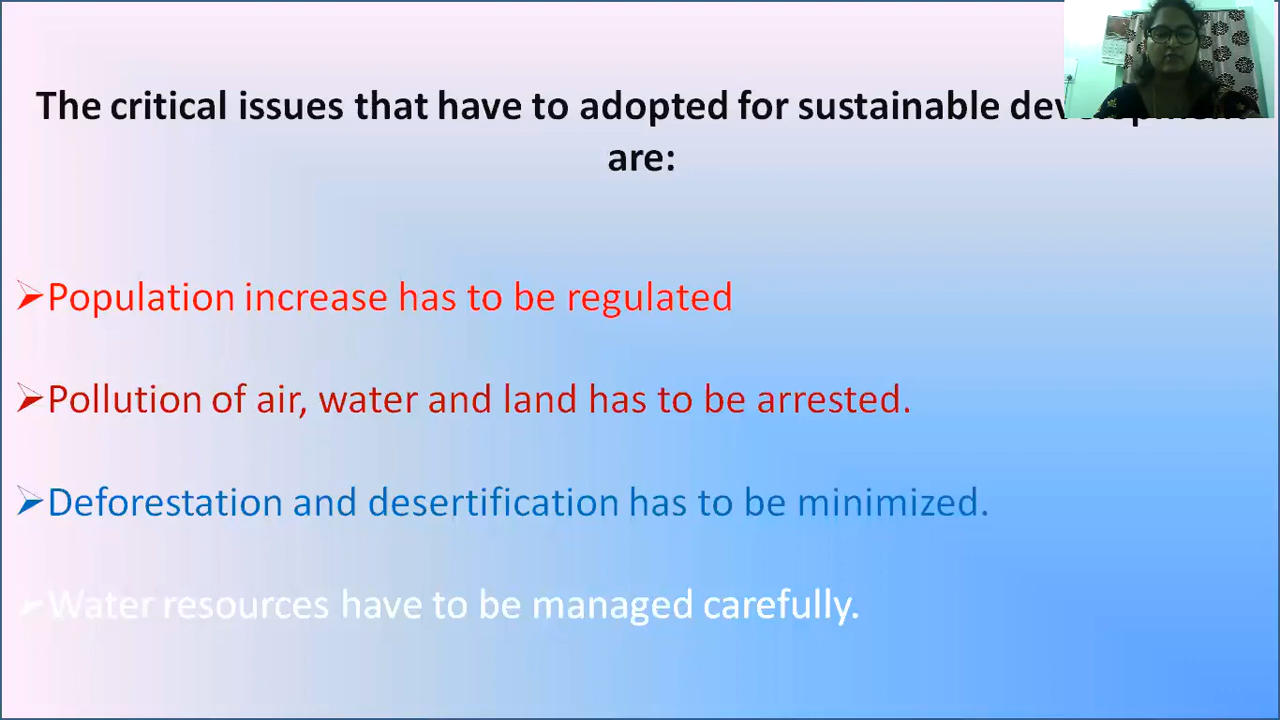 The critical issues that have to adopted for sustainable development
are:
➢Population increase has to be regulated
➢Pollution of air, water and land has to be arrested.
➢Deforestation and desertification has to be minimized.
➢Water resources have to be managed carefully.